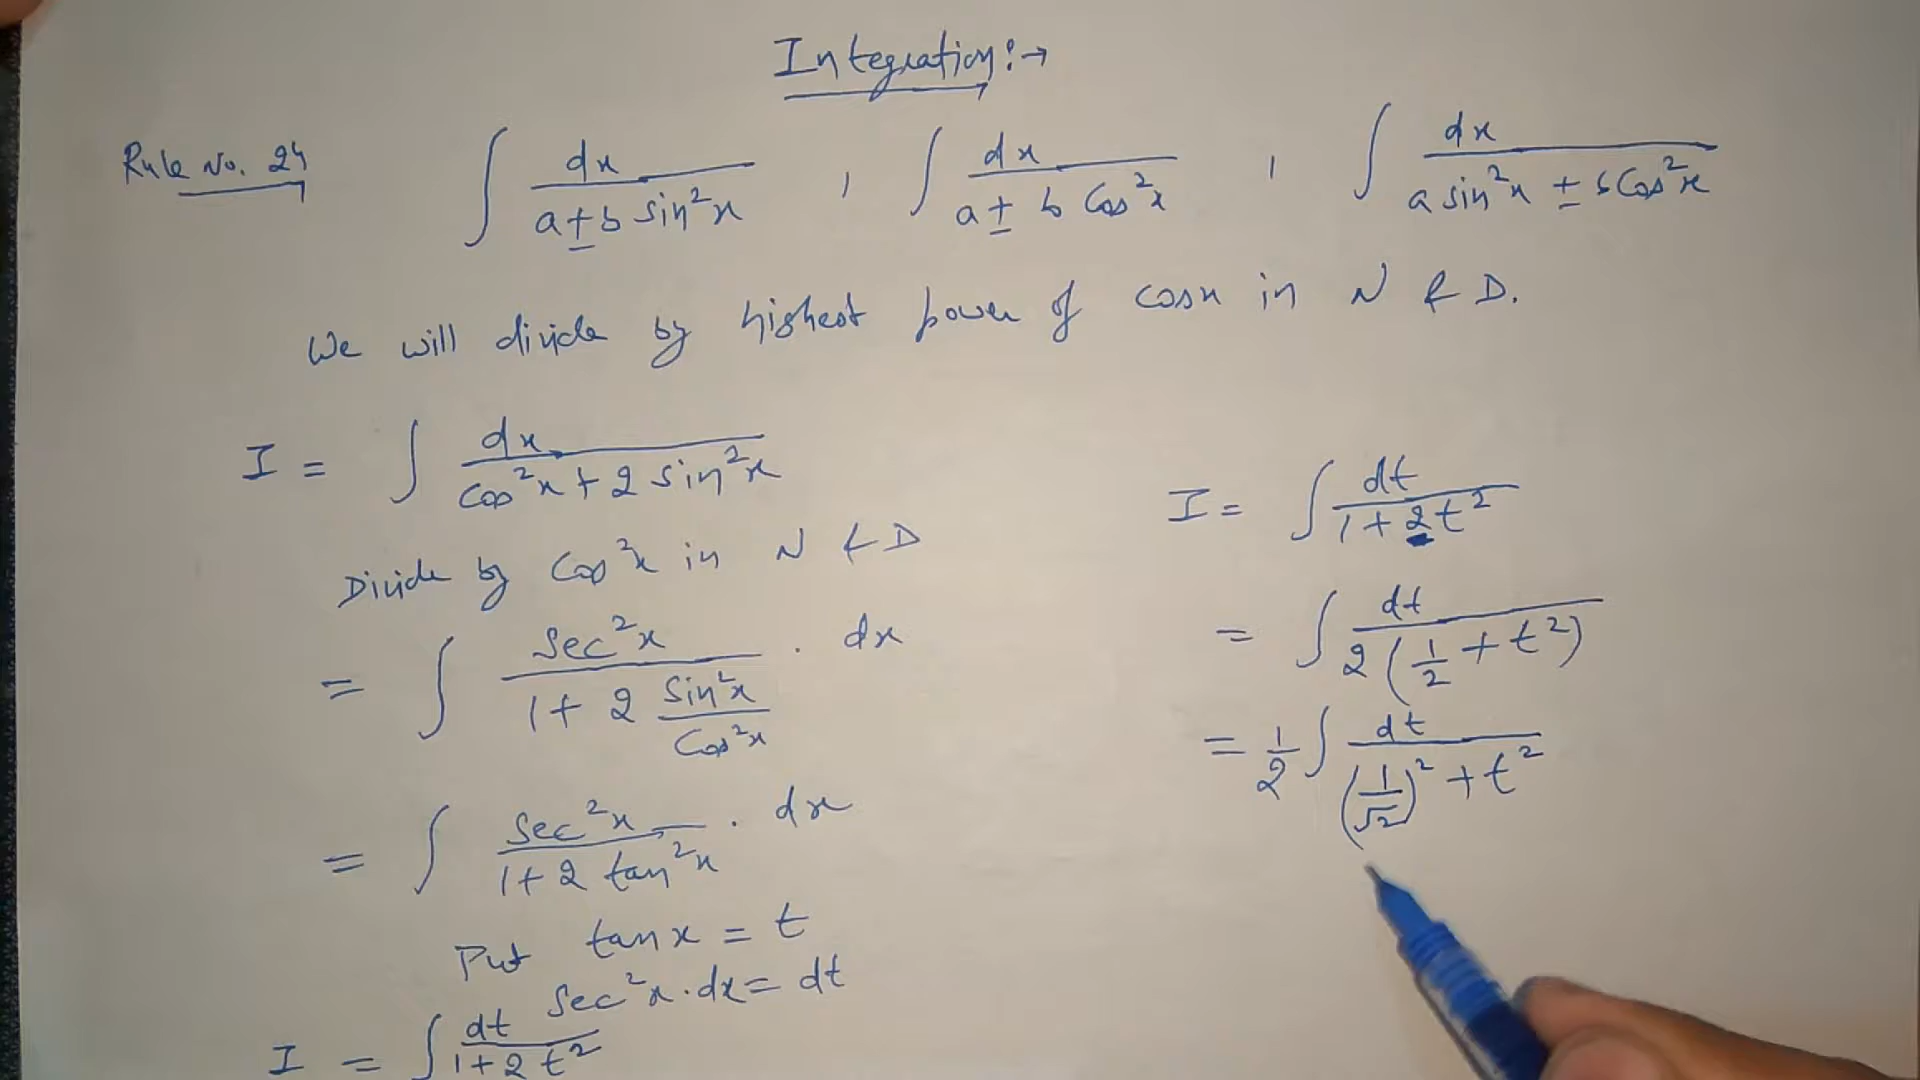 Integration:→
Rule No. 24 ∫ dx / (a ± b sin²x) , ∫ dx / (a ± b Cos²x) , ∫ dx / (a sin²x ± b Cos²x)
We will divide by highest power of cosx in N & D.
I = ∫ dx / (Cos²x + 2 sin²x)
Divide by Cos²x in N & D
= ∫ Sec²x / (1 + 2 Sin²x / Cos²x) . dx
= ∫ Sec²x / (1 + 2 tan²x) . dx
Put tanx = t
Sec²x . dx = dt
I = ∫ dt / (1 + 2t²)
I = ∫ dt / (1 + 2t²)
= ∫ dt / 2(1/2 + t²)
= 1/2 ∫ dt / ((1/√2)² + t²)